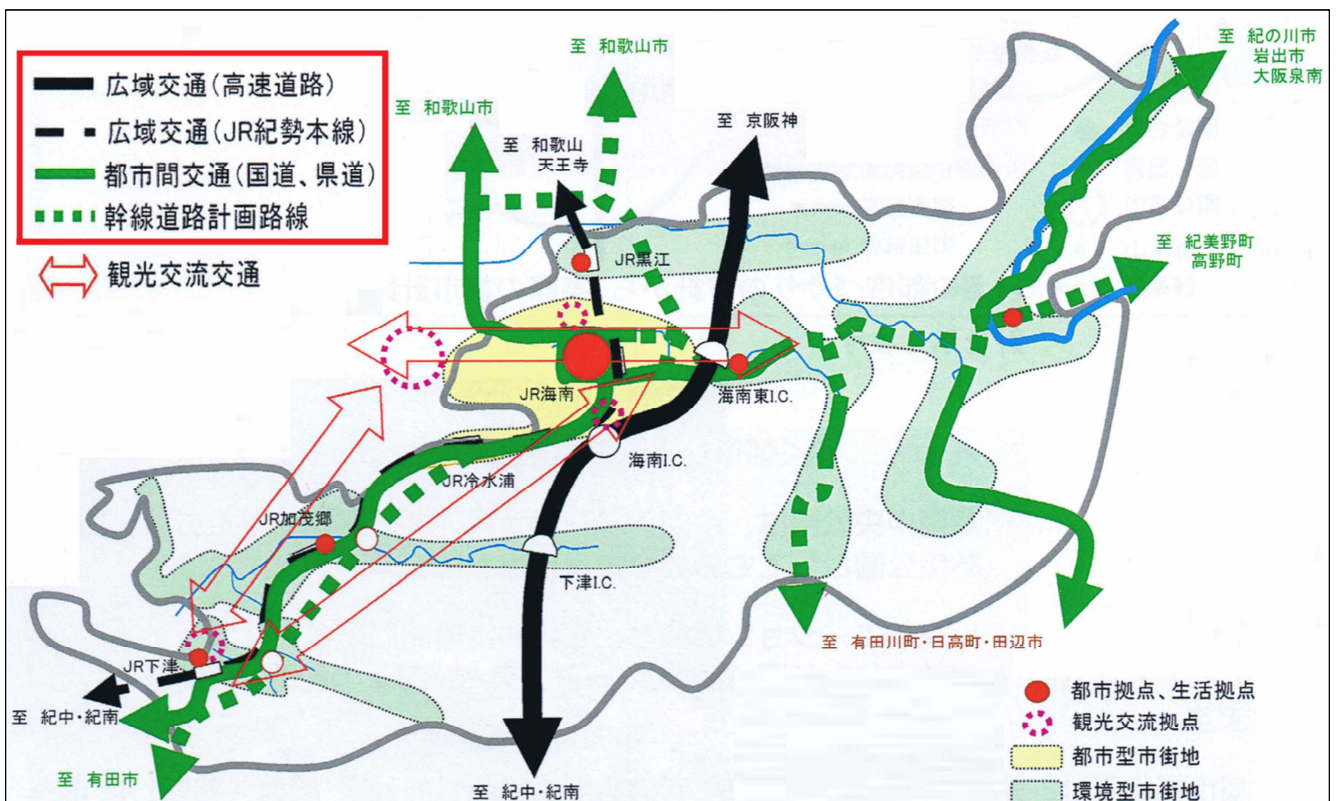 広域交通(高速道路)
広域交通(JR紀勢本線)
都市間交通(国道、県道)
幹線道路計画路線
観光交流交通
至 和歌山市
至 和歌山市
至 和歌山
天王寺
至 京阪神
至 紀の川市
岩出市
大阪泉南
至 紀美野町
高野町
JR黒江
JR海南
海南東I.C.
海南I.C.
JR冷水浦
JR加茂郷
下津I.C.
JR下津
至 紀中・紀南
至 有田市
至 紀中・紀南
至 有田川町・日高町・田辺市
都市拠点、生活拠点
観光交流拠点
都市型市街地
環境型市街地